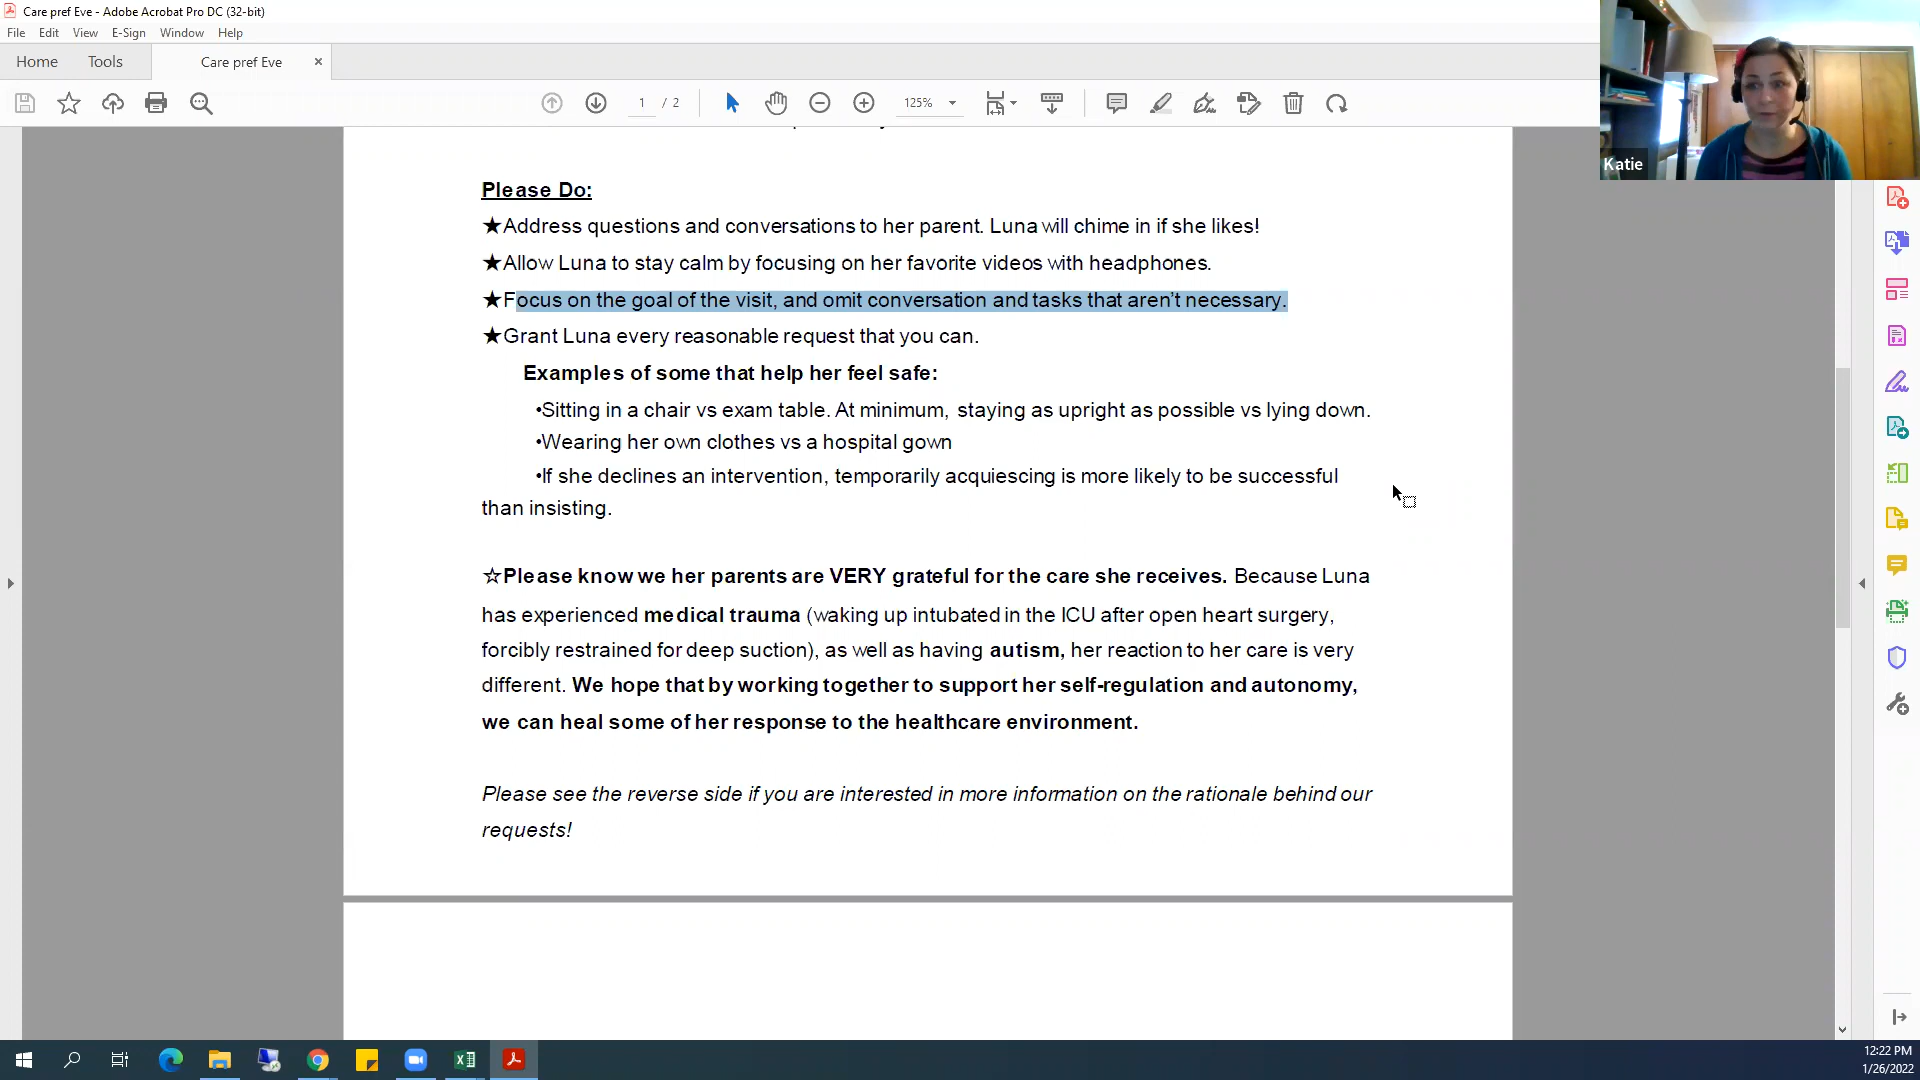 Care pref Eve - Adobe Acrobat Pro DC (32-bit)
File Edit View E-Sign Window Help
Home Tools Care pref Eve ×
1 / 2 125%
Katie
Please Do:
★Address questions and conversations to her parent. Luna will chime in if she likes!
★Allow Luna to stay calm by focusing on her favorite videos with headphones.
★Focus on the goal of the visit, and omit conversation and tasks that aren't necessary.
★Grant Luna every reasonable request that you can.
Examples of some that help her feel safe:
•Sitting in a chair vs exam table. At minimum, staying as upright as possible vs lying down.
•Wearing her own clothes vs a hospital gown
•If she declines an intervention, temporarily acquiescing is more likely to be successful
than insisting.
☆Please know we her parents are VERY grateful for the care she receives. Because Luna
has experienced medical trauma (waking up intubated in the ICU after open heart surgery,
forcibly restrained for deep suction), as well as having autism, her reaction to her care is very
different. We hope that by working together to support her self-regulation and autonomy,
we can heal some of her response to the healthcare environment.
Please see the reverse side if you are interested in more information on the rationale behind our
requests!
12:22 PM
1/26/2022